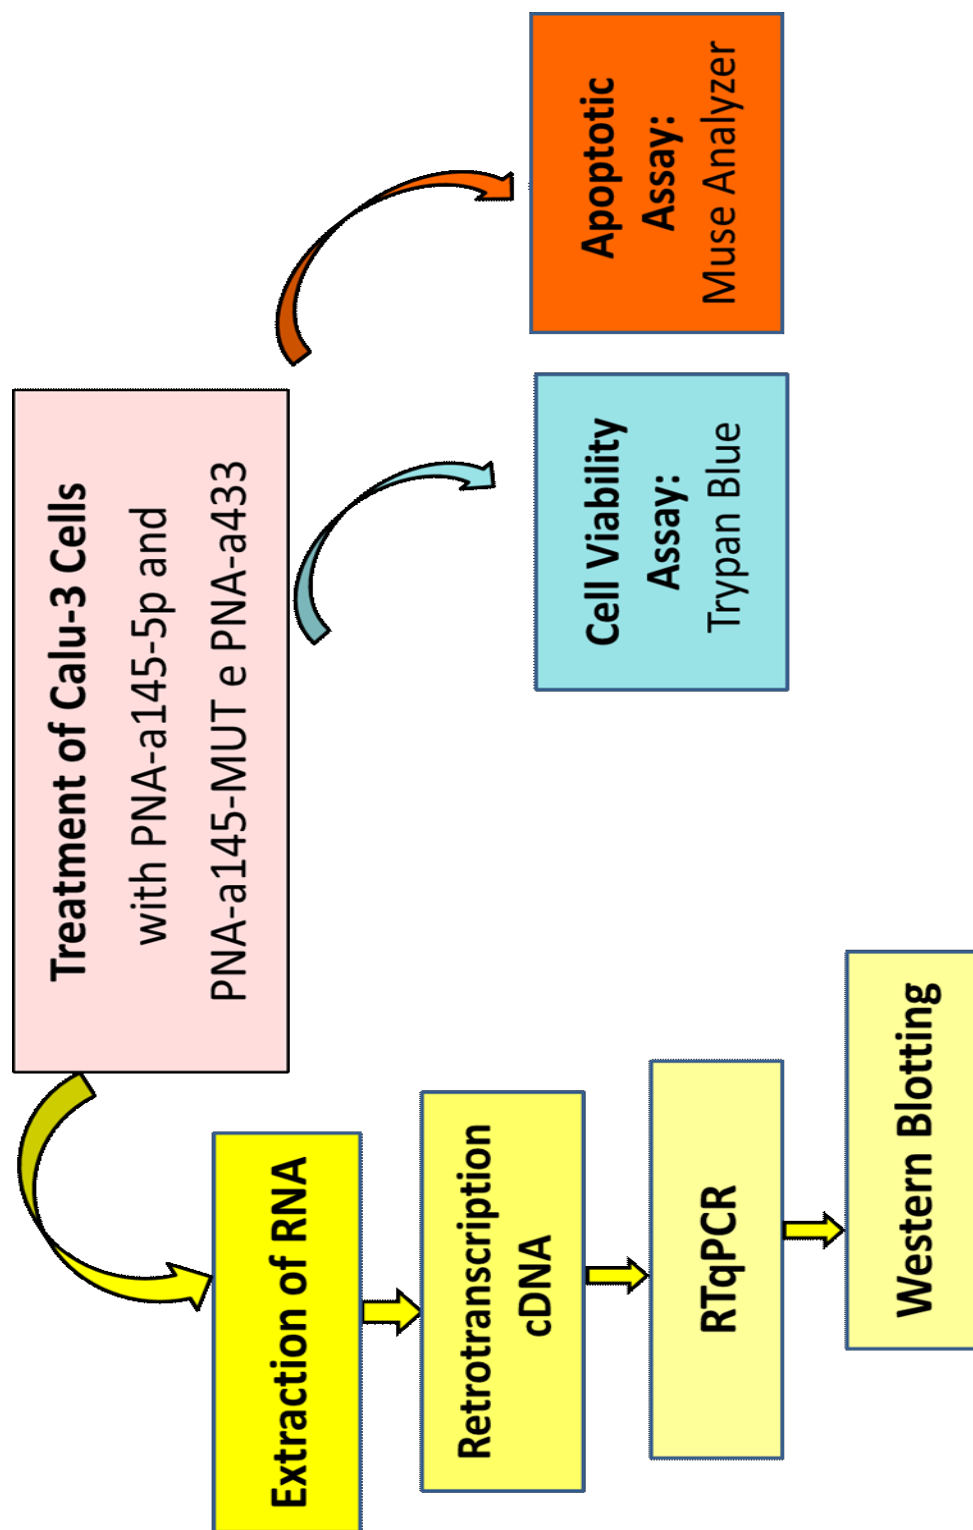 Treatment of Calu-3 Cells
with PNA-a145-5p and
PNA-a145-MUT e PNA-a433
Extraction of RNA
Retrotranscription
cDNA
RTqPCR
Western Blotting
Cell Viability
Assay:
Trypan Blue
Apoptotic
Assay:
Muse Analyzer